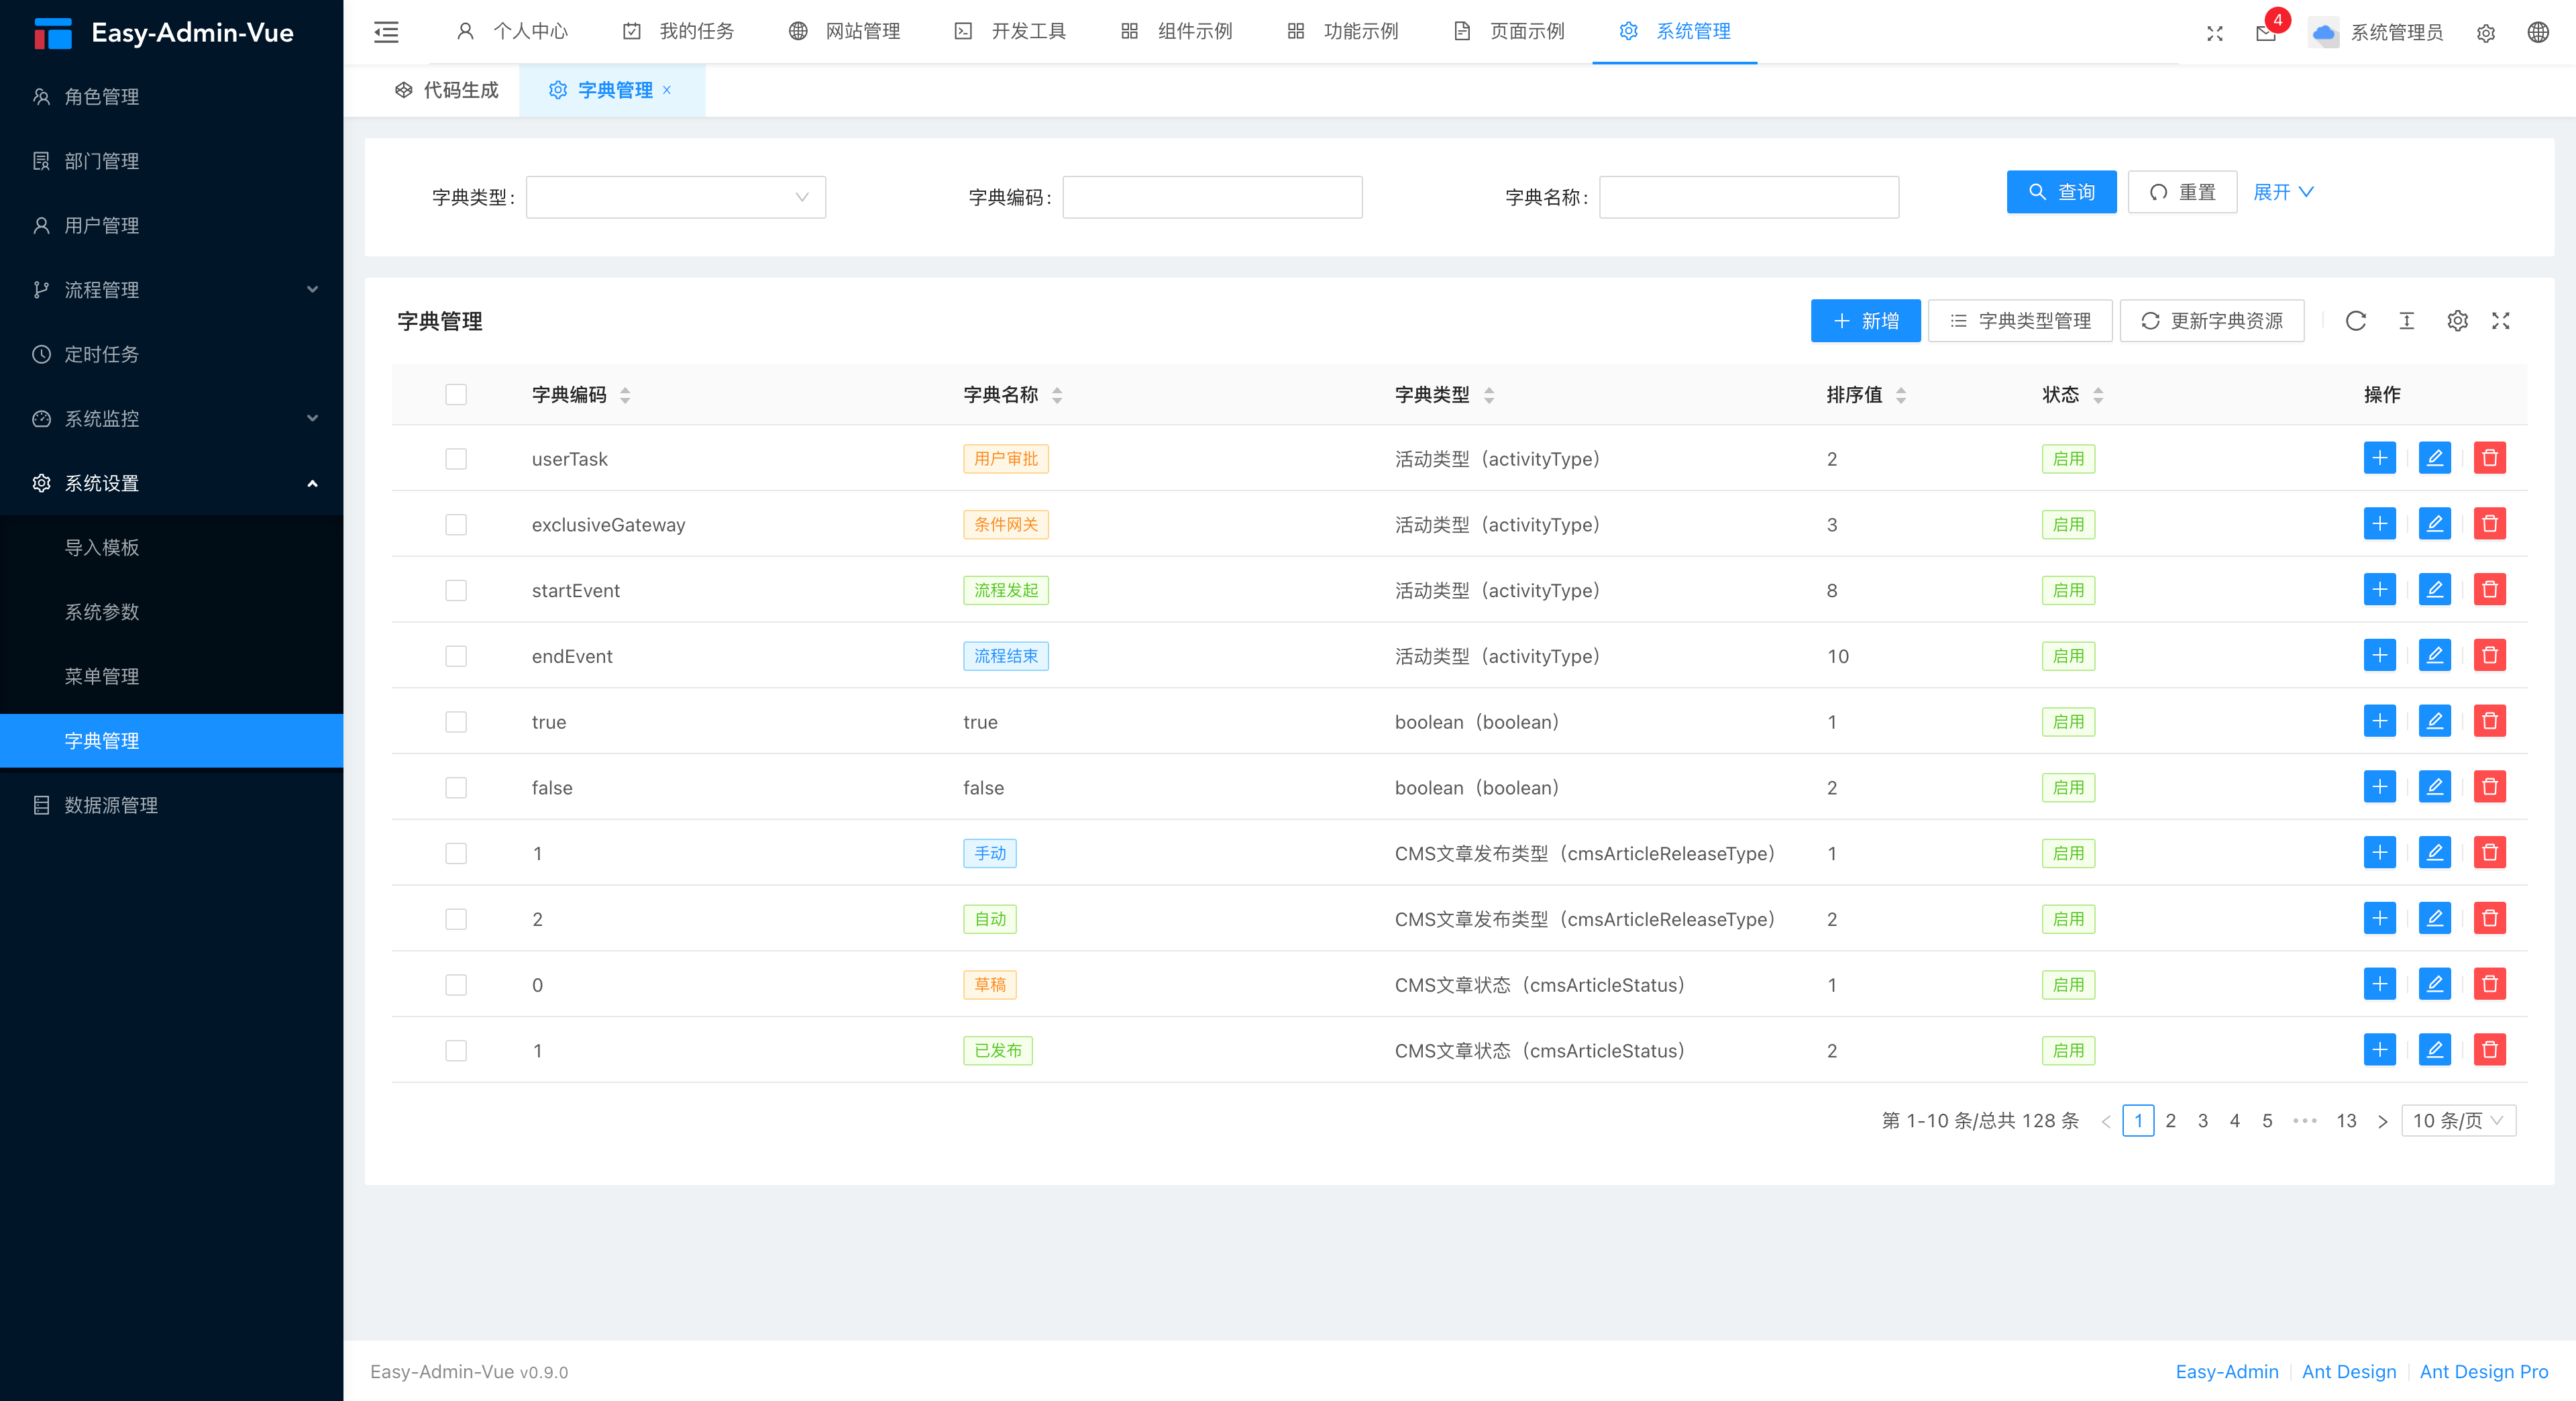 Easy-Admin-Vue
个人中心 我的任务 网站管理 开发工具 组件示例 功能示例 页面示例 系统管理 4 系统管理员
代码生成 字典管理 ×
角色管理
部门管理
用户管理
流程管理
定时任务
系统监控
系统设置
导入模板
系统参数
菜单管理
字典管理
数据源管理
字典类型: 字典编码: 字典名称: 查询 重置 展开
字典管理 新增 字典类型管理 更新字典资源
字典编码 字典名称 字典类型 排序值 状态 操作
userTask 用户审批 活动类型（activityType） 2 启用
exclusiveGateway 条件网关 活动类型（activityType） 3 启用
startEvent 流程发起 活动类型（activityType） 8 启用
endEvent 流程结束 活动类型（activityType） 10 启用
true true boolean（boolean） 1 启用
false false boolean（boolean） 2 启用
1 手动 CMS文章发布类型（cmsArticleReleaseType） 1 启用
2 自动 CMS文章发布类型（cmsArticleReleaseType） 2 启用
0 草稿 CMS文章状态（cmsArticleStatus） 1 启用
1 已发布 CMS文章状态（cmsArticleStatus） 2 启用
第 1-10 条/总共 128 条 < 1 2 3 4 5 ••• 13 > 10 条/页
Easy-Admin-Vue v0.9.0 Easy-Admin Ant Design Ant Design Pro